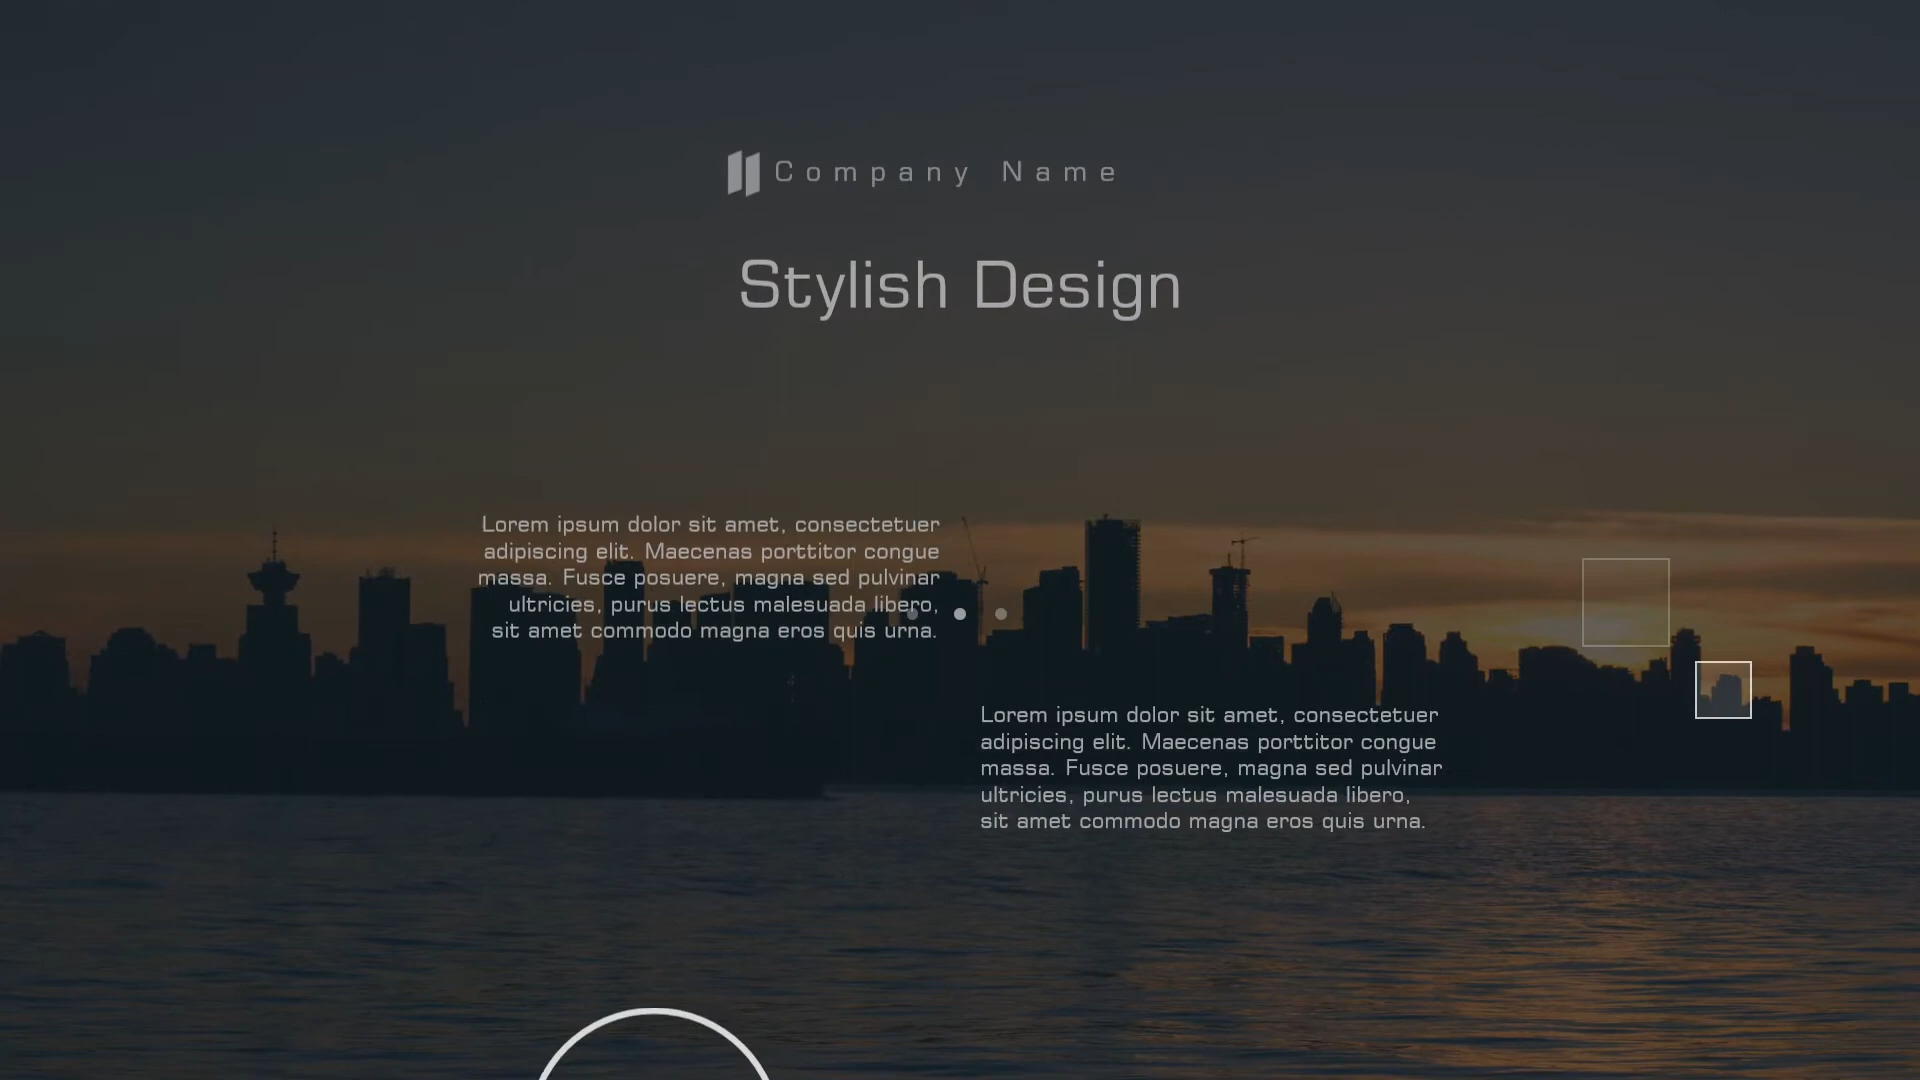 Company Name
Stylish Design
Lorem ipsum dolor sit amet, consectetuer
adipiscing elit. Maecenas porttitor congue
massa. Fusce posuere, magna sed pulvinar
ultricies, purus lectus malesuada libero,
sit amet commodo magna eros quis urna.
Lorem ipsum dolor sit amet, consectetuer
adipiscing elit. Maecenas porttitor congue
massa. Fusce posuere, magna sed pulvinar
ultricies, purus lectus malesuada libero,
sit amet commodo magna eros quis urna.